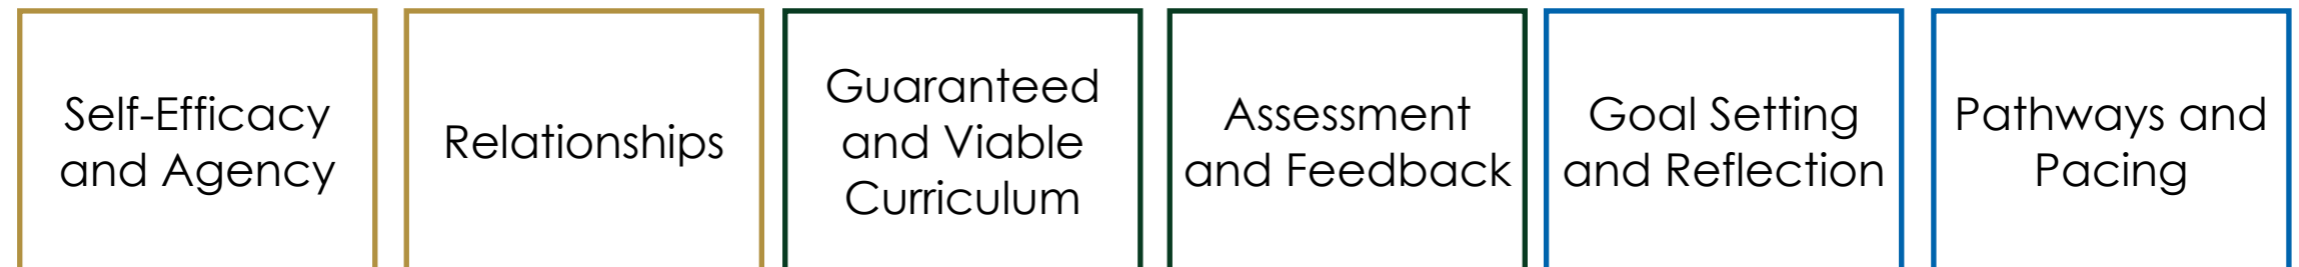 Self-Efficacy
and Agency
Relationships
Guaranteed
and Viable
Curriculum
Assessment
and Feedback
Goal Setting
and Reflection
Pathways and
Pacing